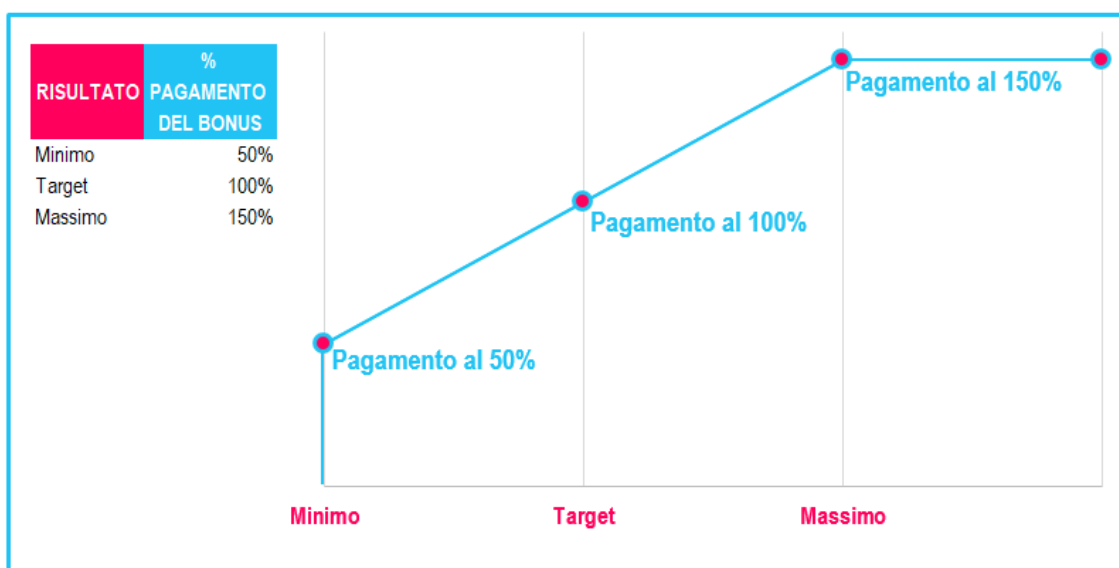 RISULTATO
%
PAGAMENTO
DEL BONUS
Minimo 50%
Target 100%
Massimo 150%
Pagamento al 150%
Pagamento al 100%
Pagamento al 50%
Minimo Target Massimo